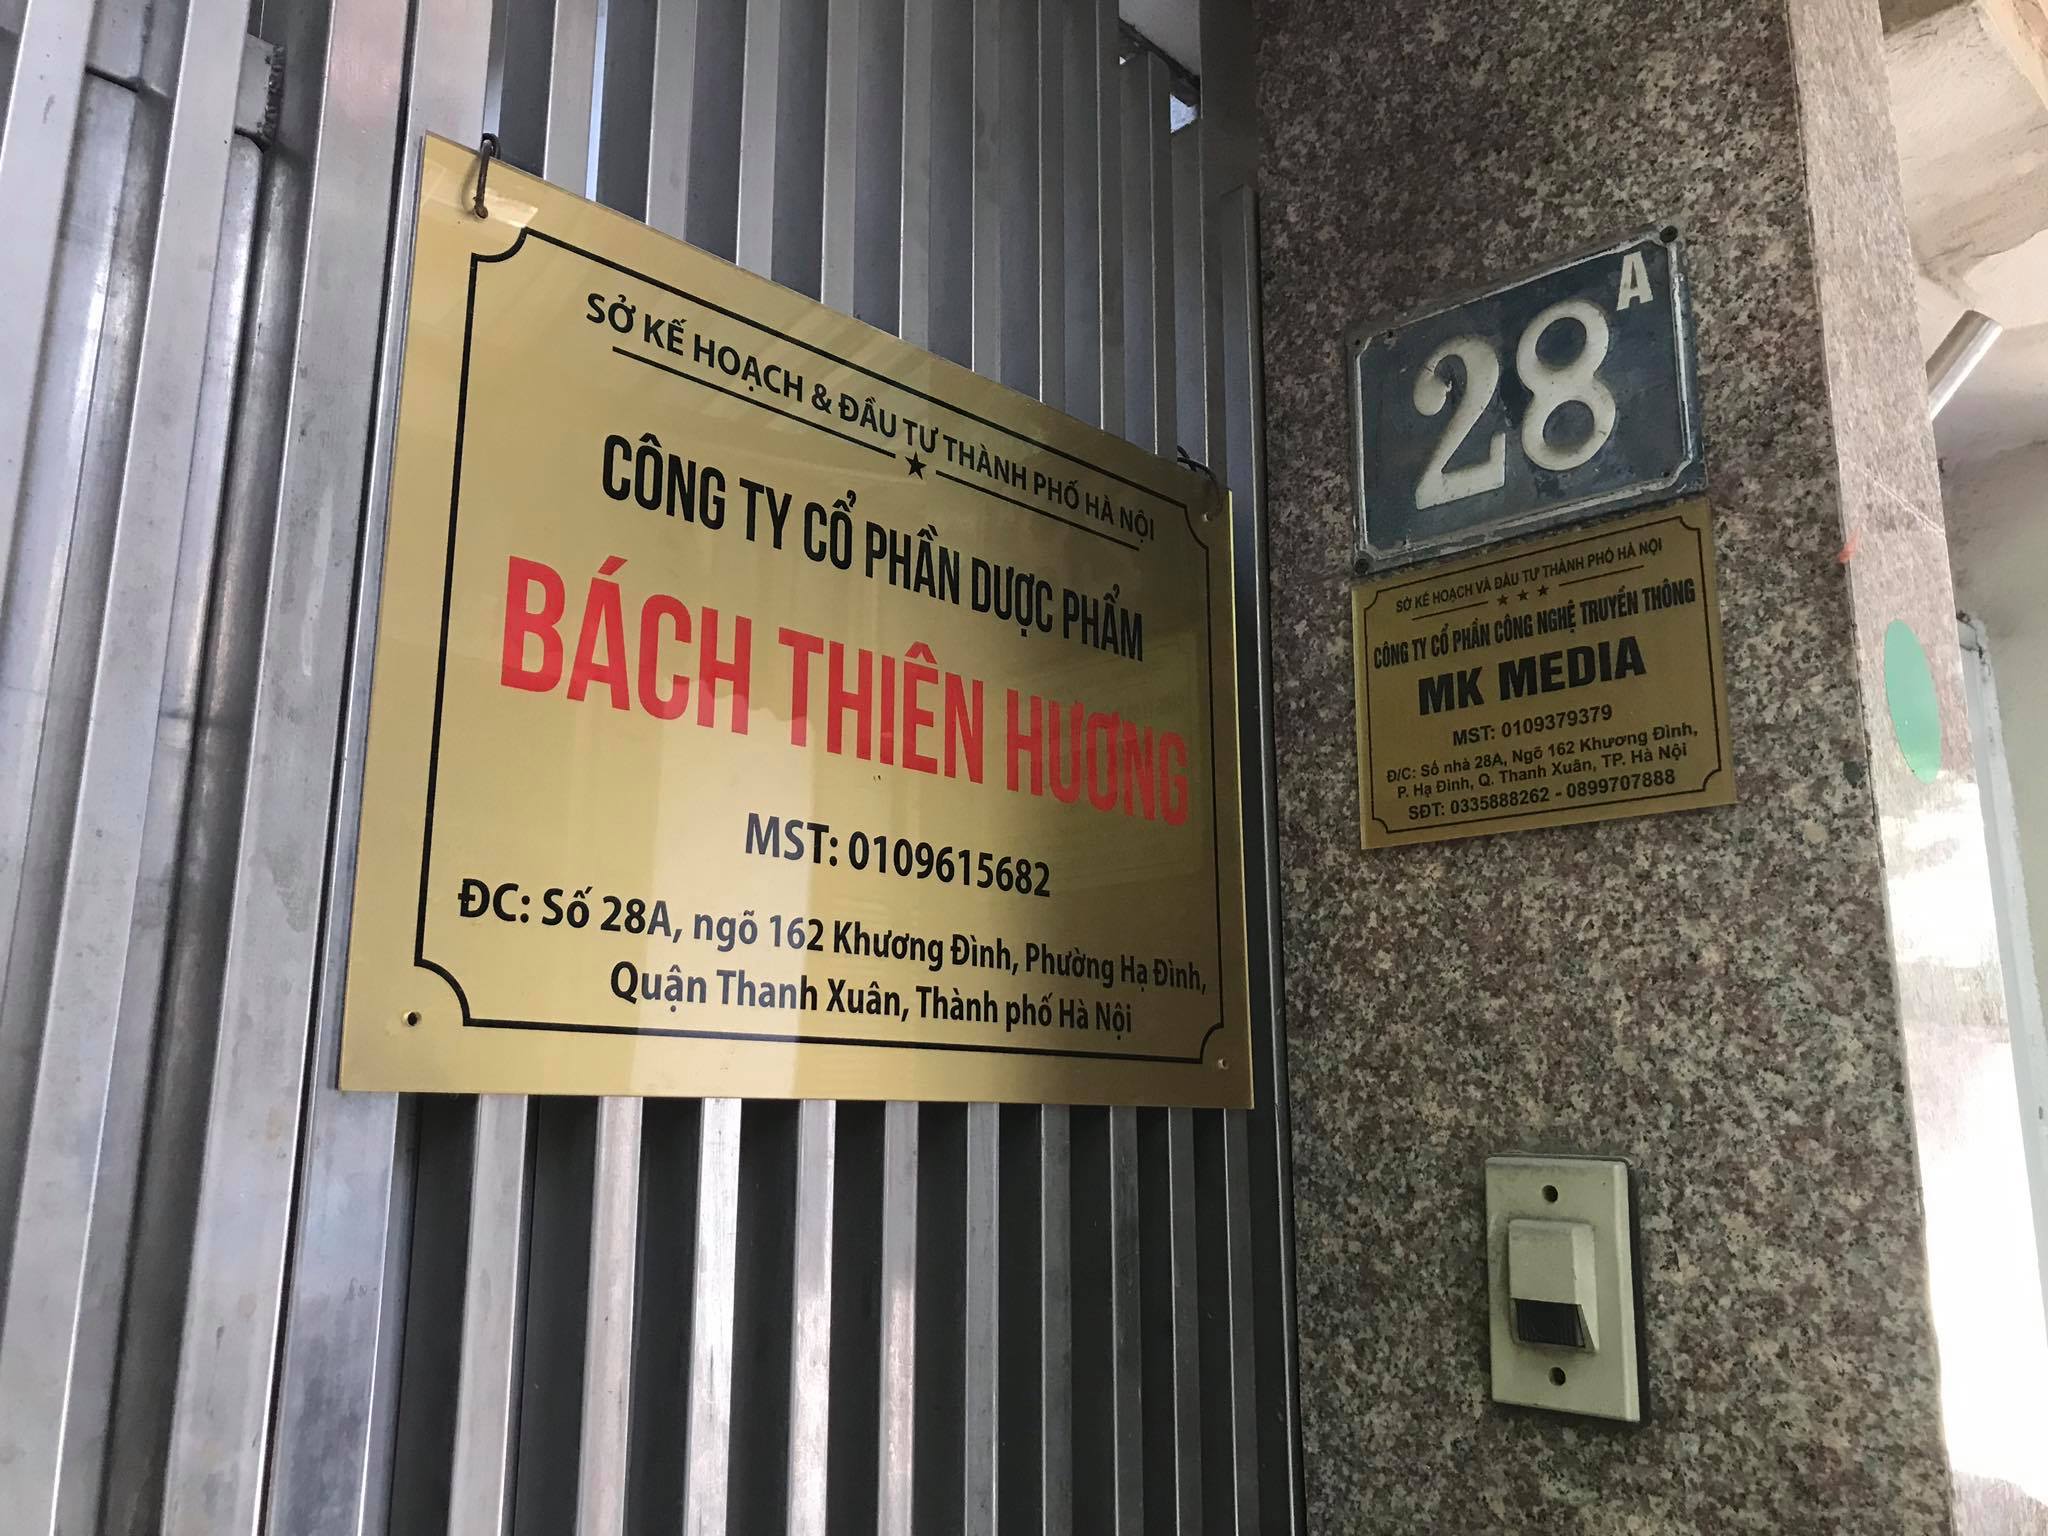 SỞ KẾ HOẠCH & ĐẦU TƯ THÀNH PHỐ HÀ NỘI
CÔNG TY CỔ PHẦN DƯỢC PHẨM
BÁCH THIÊN HƯƠNG
MST: 0109615682
ĐC: Số 28A, ngõ 162 Khương Đình, Phường Hạ Đình,
Quận Thanh Xuân, Thành phố Hà Nội
28A
SỞ KẾ HOẠCH VÀ ĐẦU TƯ THÀNH PHỐ HÀ NỘI
CÔNG TY CỔ PHẦN CÔNG NGHỆ TRUYỀN THÔNG
MK MEDIA
MST: 0109379379
Đ/C: Số nhà 28A, Ngõ 162 Khương Đình,
P. Hạ Đình, Q. Thanh Xuân, TP. Hà Nội
SĐT: 0335888262 - 0899707888